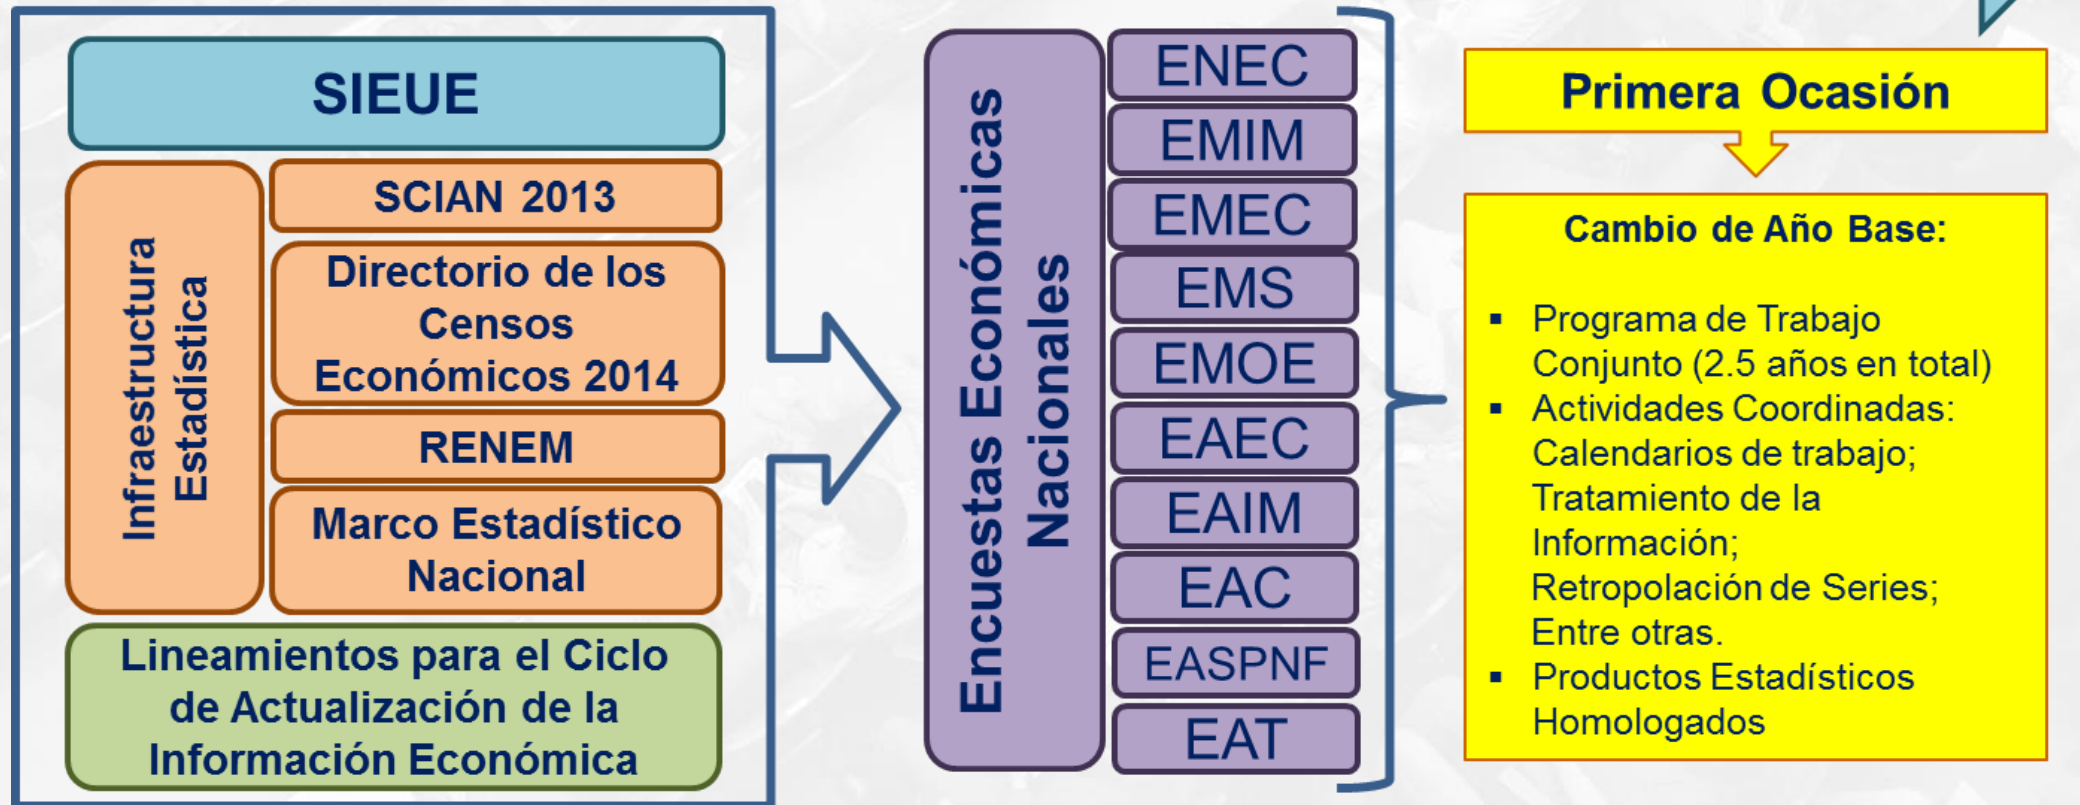 SIEUE
Infraestructura
Estadística
SCIAN 2013
Directorio de los
Censos
Económicos 2014
RENEM
Marco Estadístico
Nacional
Lineamientos para el Ciclo
de Actualización de la
Información Económica
Encuestas Económicas
Nacionales
ENEC
EMIM
EMEC
EMS
EMOE
EAEC
EAIM
EAC
EASPNF
EAT
Primera Ocasión
Cambio de Año Base:
▪ Programa de Trabajo
Conjunto (2.5 años en total)
▪ Actividades Coordinadas:
Calendarios de trabajo;
Tratamiento de la
Información;
Retropolación de Series;
Entre otras.
▪ Productos Estadísticos
Homologados